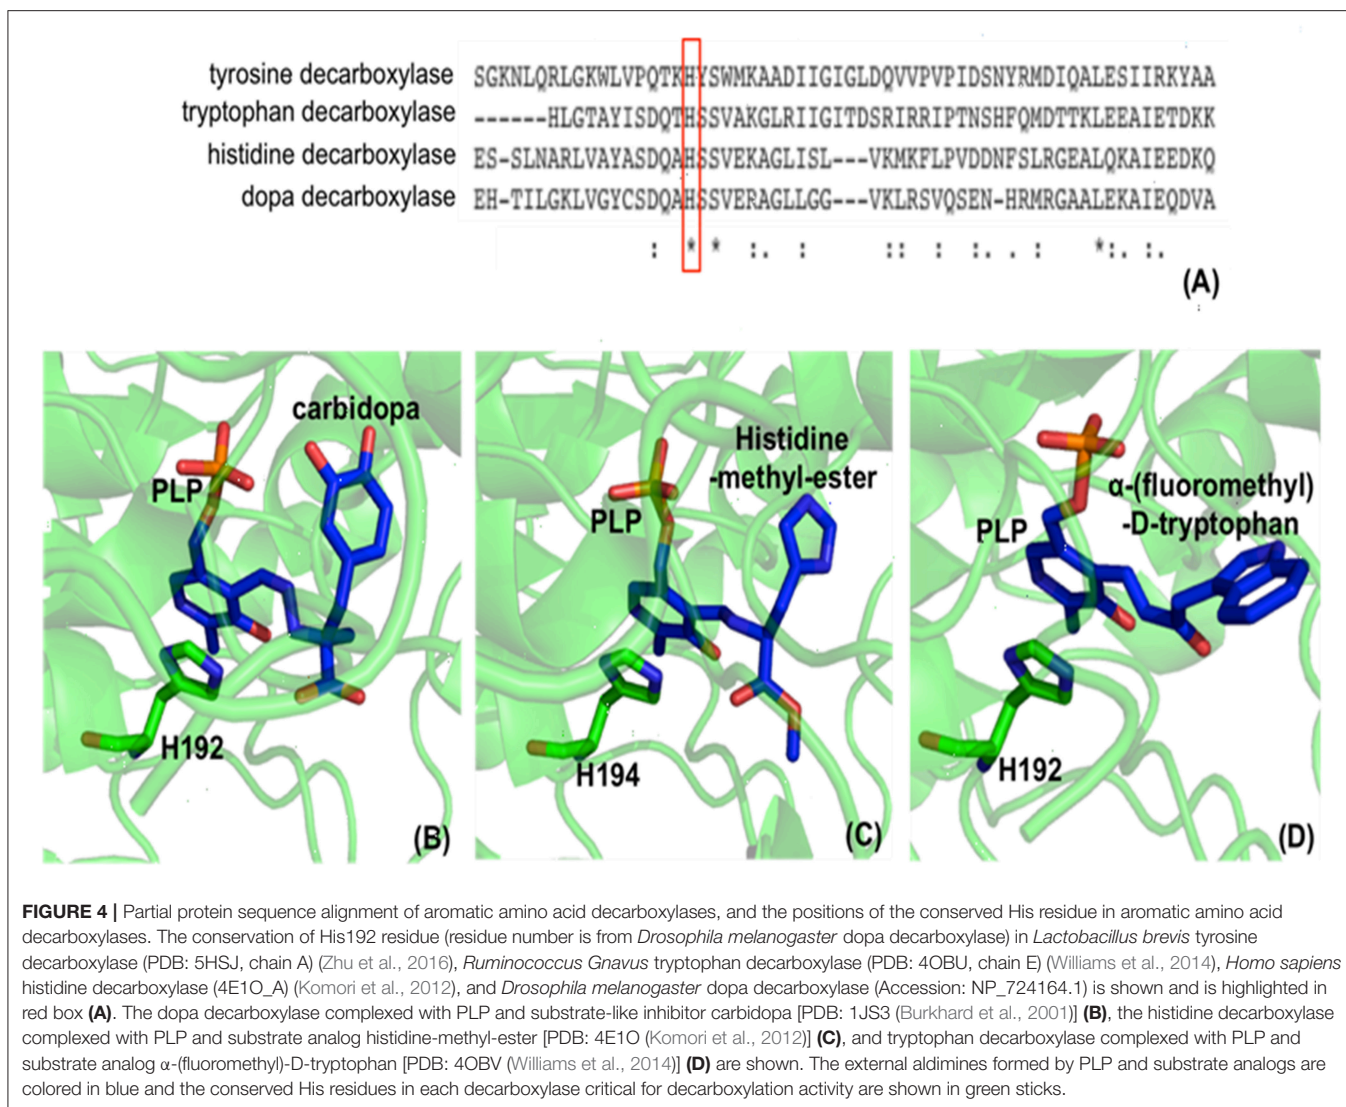 tyrosine decarboxylase SGKNLQRLGKWLVPQTKHYSWMKAADIIGIGLDQVVPVPIDSNYRMDIQALESIIRKYAA
tryptophan decarboxylase ------HLGTAYISDQTHSSVAKGLRIIGITDSRIRRIPTNSHFQMDTTKLEEAIETDKK
histidine decarboxylase ES-SLNARLVAYASDQAHSSVEKAGLISL---VKMKFLPVDDNFSLRGEALQKAIEEDKQ
dopa decarboxylase EH-TILGKLVGYCSDQAHSSVERAGLLGG---VKLRSVQSEN-HRMRGAALEKAIEQDVA
: * * :. : :: : :. . : *:. :.
(A)
carbidopa
PLP
H192
(B)
Histidine
-methyl-ester
PLP
H194
(C)
α-(fluoromethyl)
-D-tryptophan
PLP
H192
(D)
FIGURE 4 | Partial protein sequence alignment of aromatic amino acid decarboxylases, and the positions of the conserved His residue in aromatic amino acid
decarboxylases. The conservation of His192 residue (residue number is from Drosophila melanogaster dopa decarboxylase) in Lactobacillus brevis tyrosine
decarboxylase (PDB: 5HSJ, chain A) (Zhu et al., 2016), Ruminococcus Gnavus tryptophan decarboxylase (PDB: 4OBU, chain E) (Williams et al., 2014), Homo sapiens
histidine decarboxylase (4E1O_A) (Komori et al., 2012), and Drosophila melanogaster dopa decarboxylase (Accession: NP_724164.1) is shown and is highlighted in
red box (A). The dopa decarboxylase complexed with PLP and substrate-like inhibitor carbidopa [PDB: 1JS3 (Burkhard et al., 2001)] (B), the histidine decarboxylase
complexed with PLP and substrate analog histidine-methyl-ester [PDB: 4E1O (Komori et al., 2012)] (C), and tryptophan decarboxylase complexed with PLP and
substrate analog α-(fluoromethyl)-D-tryptophan [PDB: 4OBV (Williams et al., 2014)] (D) are shown. The external aldimines formed by PLP and substrate analogs are
colored in blue and the conserved His residues in each decarboxylase critical for decarboxylation activity are shown in green sticks.